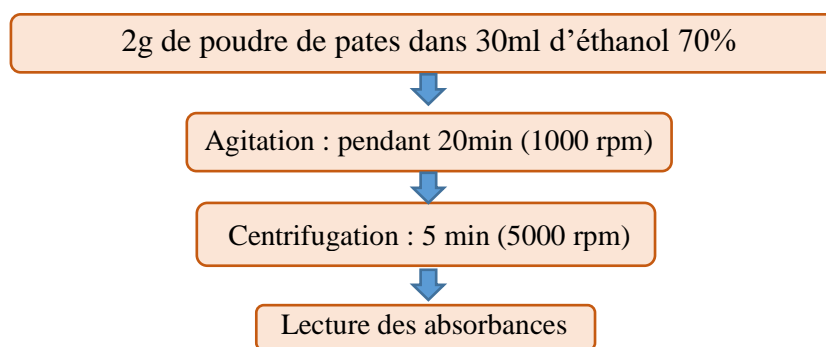 2g de poudre de pates dans 30ml d’éthanol 70%
Agitation : pendant 20min (1000 rpm)
Centrifugation : 5 min (5000 rpm)
Lecture des absorbances